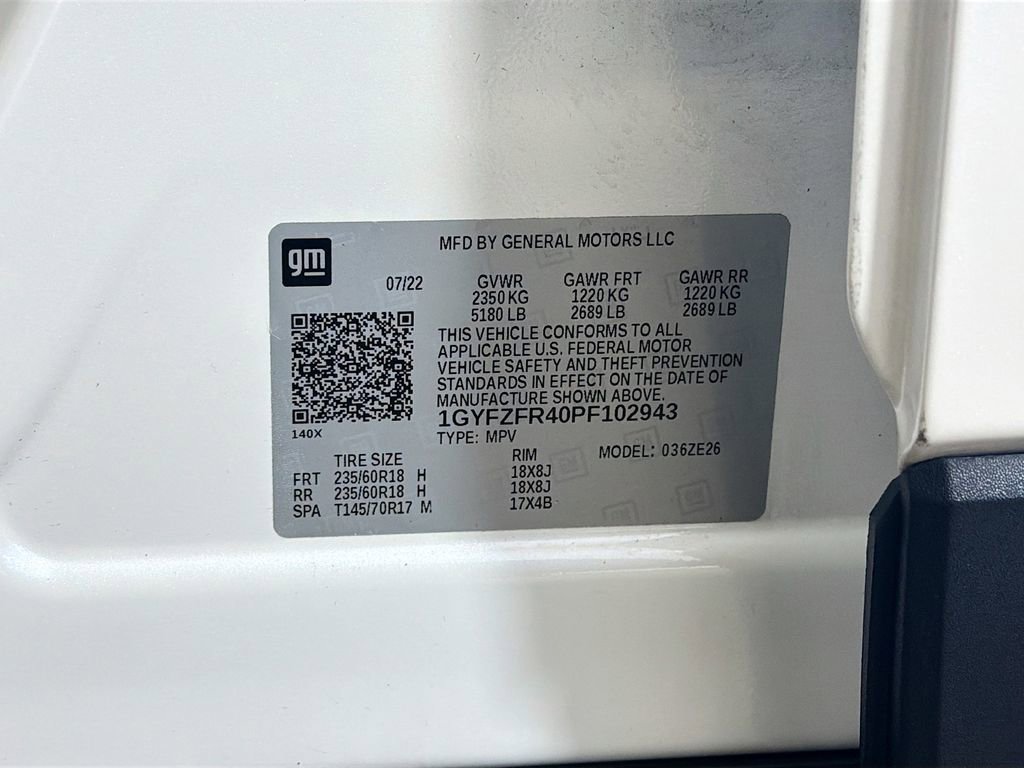 gm
MFD BY GENERAL MOTORS LLC
07/22 GVWR GAWR FRT GAWR RR
2350 KG 1220 KG 1220 KG
5180 LB 2689 LB 2689 LB
THIS VEHICLE CONFORMS TO ALL
APPLICABLE U.S. FEDERAL MOTOR
VEHICLE SAFETY AND THEFT PREVENTION
STANDARDS IN EFFECT ON THE DATE OF
MANUFACTURE SHOWN ABOVE.
1GYFZFR40PF102943
140X
TYPE: MPV
TIRE SIZE RIM MODEL: 036ZE26
FRT 235/60R18 H 18X8J
RR 235/60R18 H 18X8J
SPA T145/70R17 M 17X4B